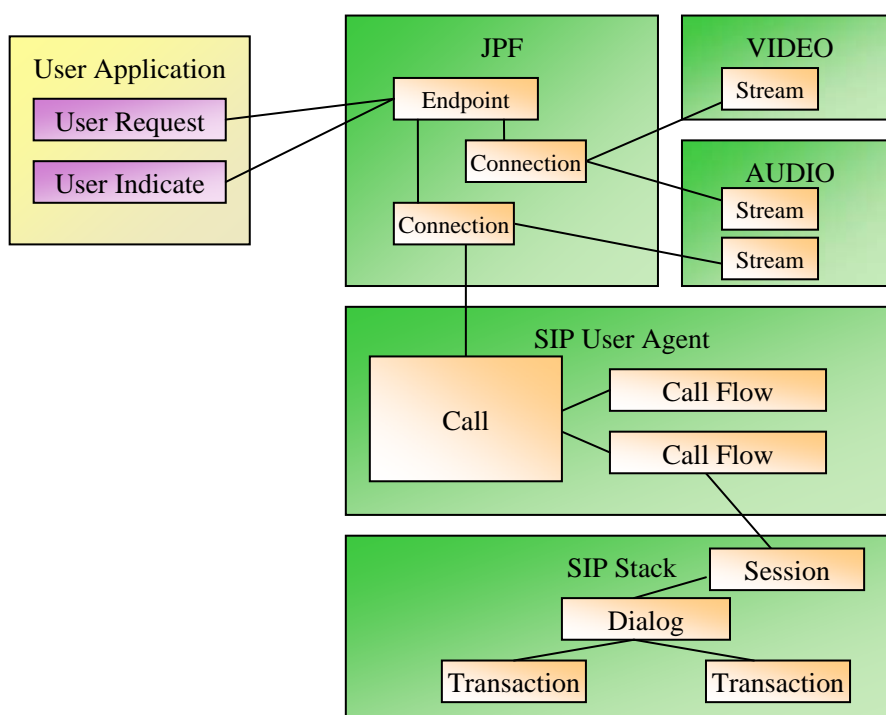 User Application
User Request
User Indicate
JPF
Endpoint
Connection
Connection
VIDEO
Stream
AUDIO
Stream
Stream
SIP User Agent
Call
Call Flow
Call Flow
SIP Stack
Session
Dialog
Transaction
Transaction